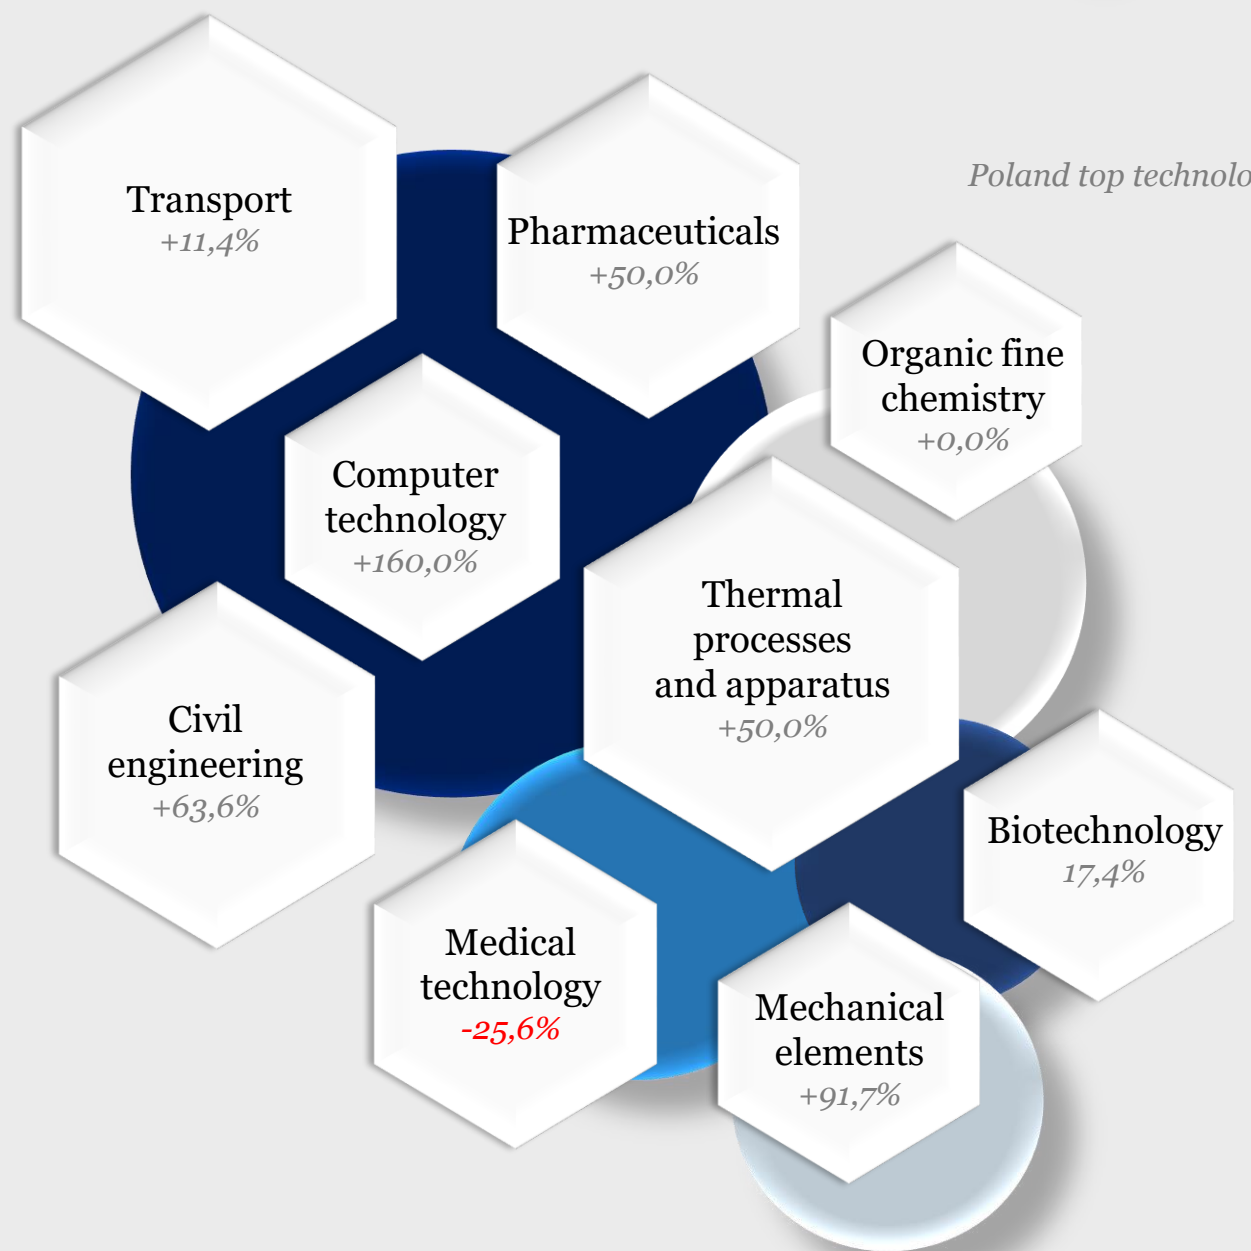 Poland top technolo
Transport
+11,4%
Pharmaceuticals
+50,0%
Organic fine
chemistry
+0,0%
Computer
technology
+160,0%
Thermal
processes
and apparatus
+50,0%
Civil
engineering
+63,6%
Biotechnology
17,4%
Medical
technology
-25,6%
Mechanical
elements
+91,7%